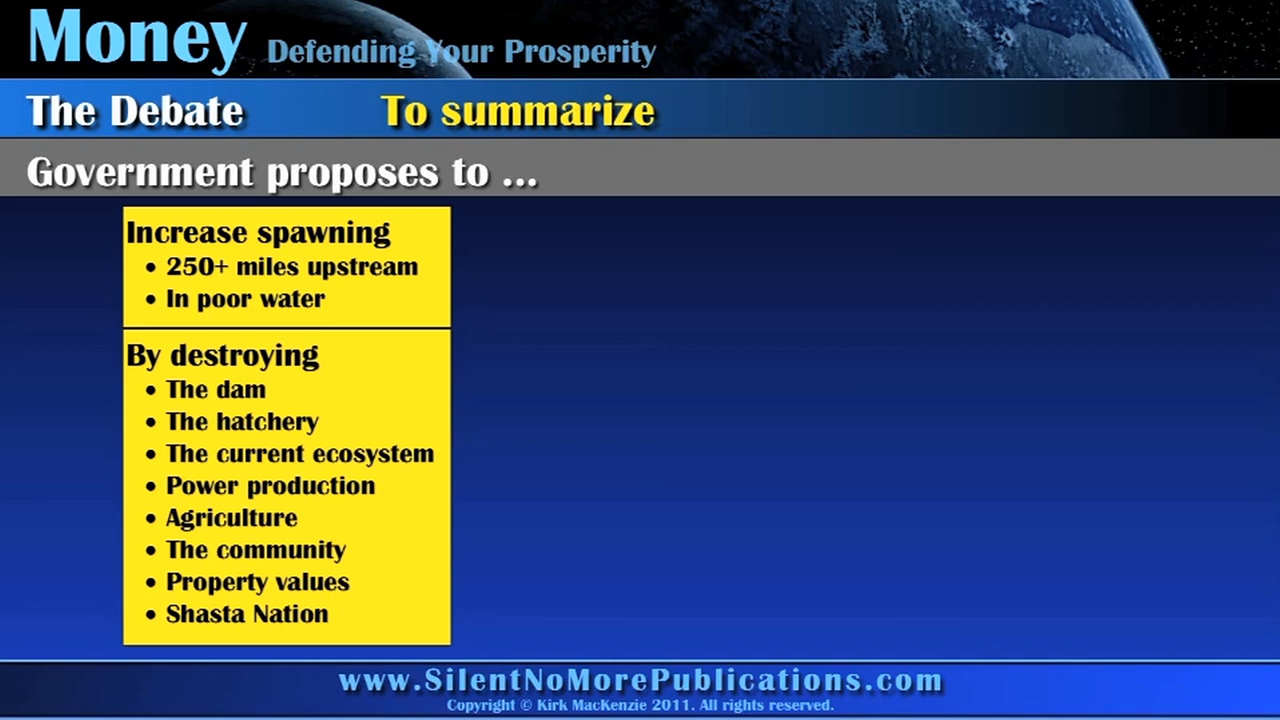 Money Defending Your Prosperity
The Debate To summarize
Government proposes to ...
Increase spawning
• 250+ miles upstream
• In poor water
By destroying
• The dam
• The hatchery
• The current ecosystem
• Power production
• Agriculture
• The community
• Property values
• Shasta Nation
www.SilentNoMorePublications.com
Copyright © Kirk MacKenzie 2011. All rights reserved.